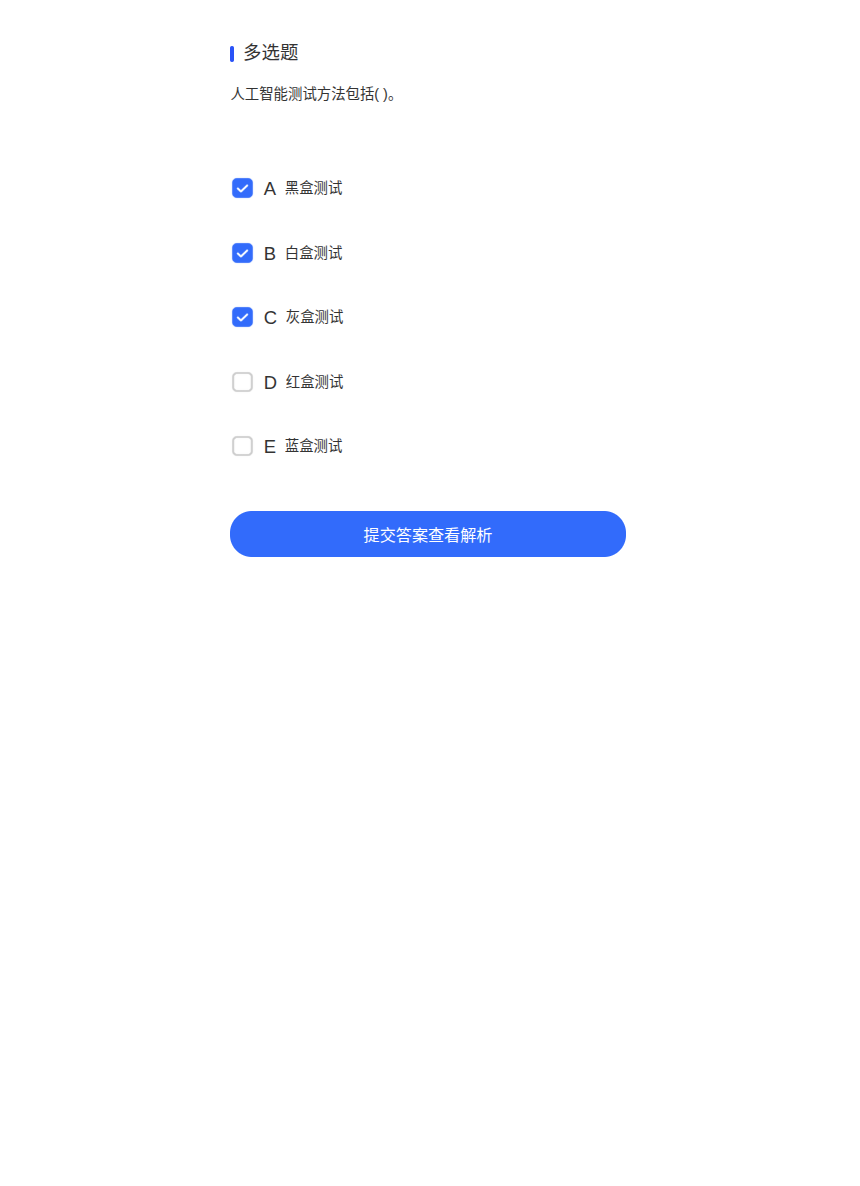 多选题
人工智能测试方法包括( )。
A 黑盒测试
B 白盒测试
C 灰盒测试
D 红盒测试
E 蓝盒测试
提交答案查看解析